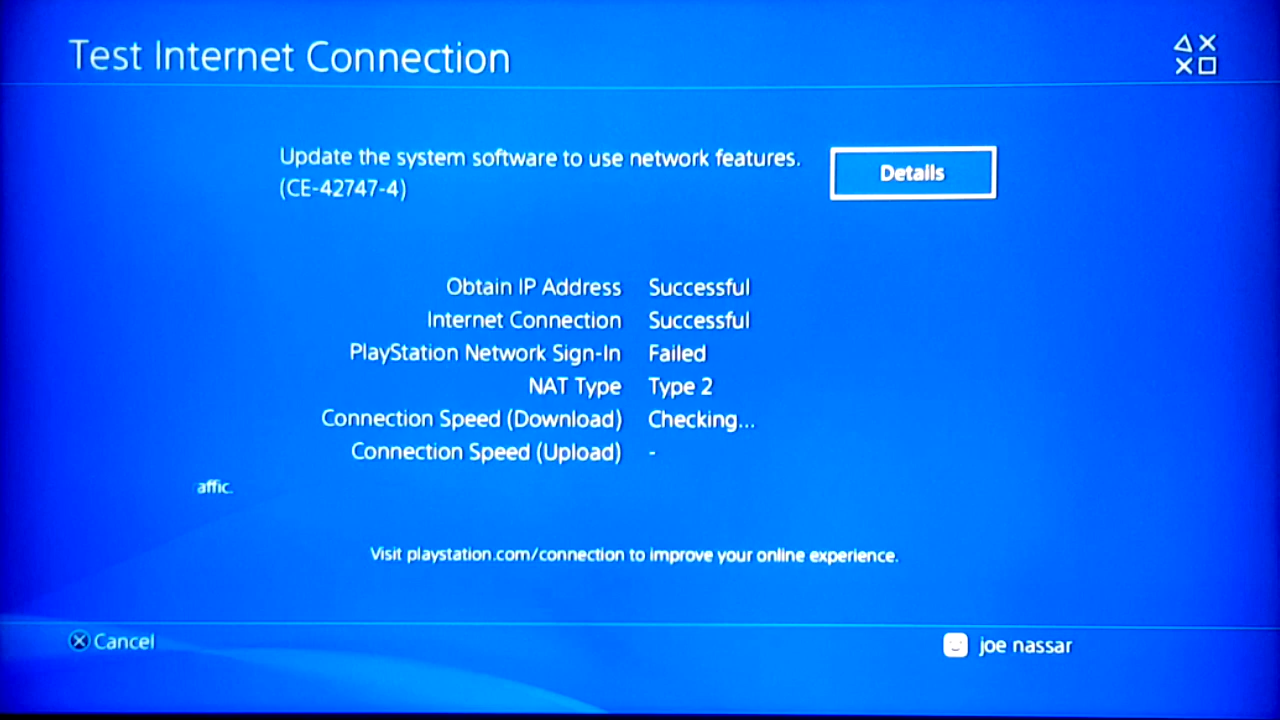 Test Internet Connection
Update the system software to use network features.
(CE-42747-4)
Details
Obtain IP Address Successful
Internet Connection Successful
PlayStation Network Sign-In Failed
NAT Type Type 2
Connection Speed (Download) Checking...
Connection Speed (Upload) -
affic.
Visit playstation.com/connection to improve your online experience.
Cancel
joe nassar